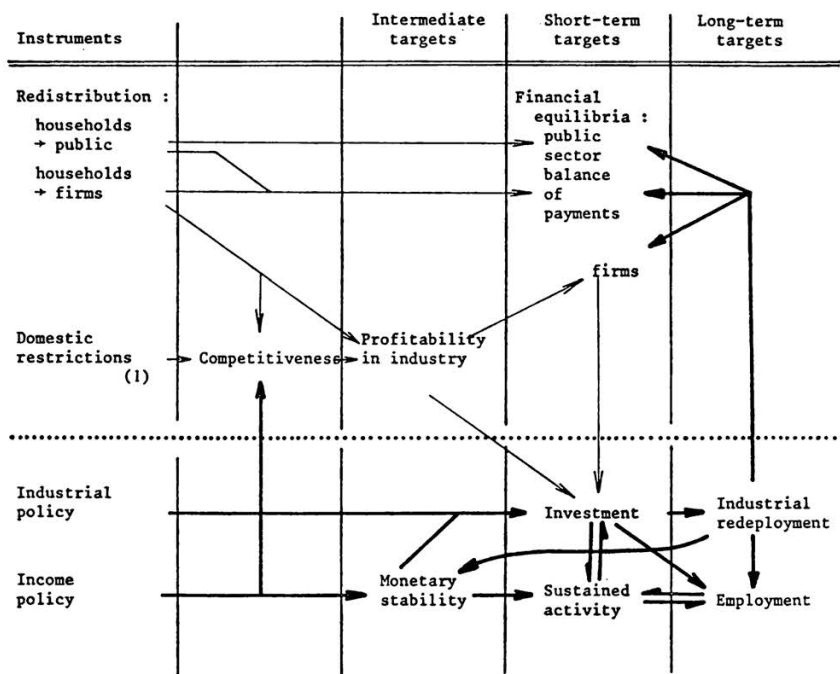 Instruments
Intermediate targets
Short-term targets
Long-term targets
Redistribution :
households
→ public
households
→ firms
Financial
equilibria :
public
sector
balance
of
payments
firms
Domestic
restrictions
(1)
Competitiveness
Profitability
in industry
Industrial
policy
Investment
Industrial
redeployment
Income
policy
Monetary
stability
Sustained
activity
Employment